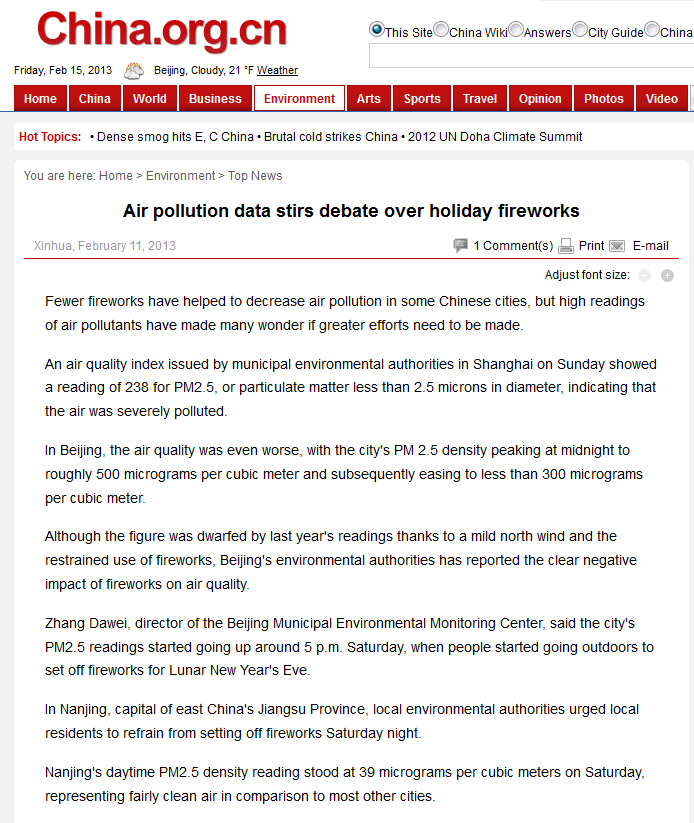 China.org.cn
This Site China Wiki Answers City Guide China
Friday, Feb 15, 2013 Beijing, Cloudy, 21 °F Weather
Home China World Business Environment Arts Sports Travel Opinion Photos Video
Hot Topics: • Dense smog hits E, C China • Brutal cold strikes China • 2012 UN Doha Climate Summit
You are here: Home > Environment > Top News
Air pollution data stirs debate over holiday fireworks
Xinhua, February 11, 2013 1 Comment(s) Print E-mail
Adjust font size: - +
Fewer fireworks have helped to decrease air pollution in some Chinese cities, but high readings
of air pollutants have made many wonder if greater efforts need to be made.
An air quality index issued by municipal environmental authorities in Shanghai on Sunday showed
a reading of 238 for PM2.5, or particulate matter less than 2.5 microns in diameter, indicating that
the air was severely polluted.
In Beijing, the air quality was even worse, with the city's PM 2.5 density peaking at midnight to
roughly 500 micrograms per cubic meter and subsequently easing to less than 300 micrograms
per cubic meter.
Although the figure was dwarfed by last year's readings thanks to a mild north wind and the
restrained use of fireworks, Beijing's environmental authorities has reported the clear negative
impact of fireworks on air quality.
Zhang Dawei, director of the Beijing Municipal Environmental Monitoring Center, said the city's
PM2.5 readings started going up around 5 p.m. Saturday, when people started going outdoors to
set off fireworks for Lunar New Year's Eve.
In Nanjing, capital of east China's Jiangsu Province, local environmental authorities urged local
residents to refrain from setting off fireworks Saturday night.
Nanjing's daytime PM2.5 density reading stood at 39 micrograms per cubic meters on Saturday,
representing fairly clean air in comparison to most other cities.